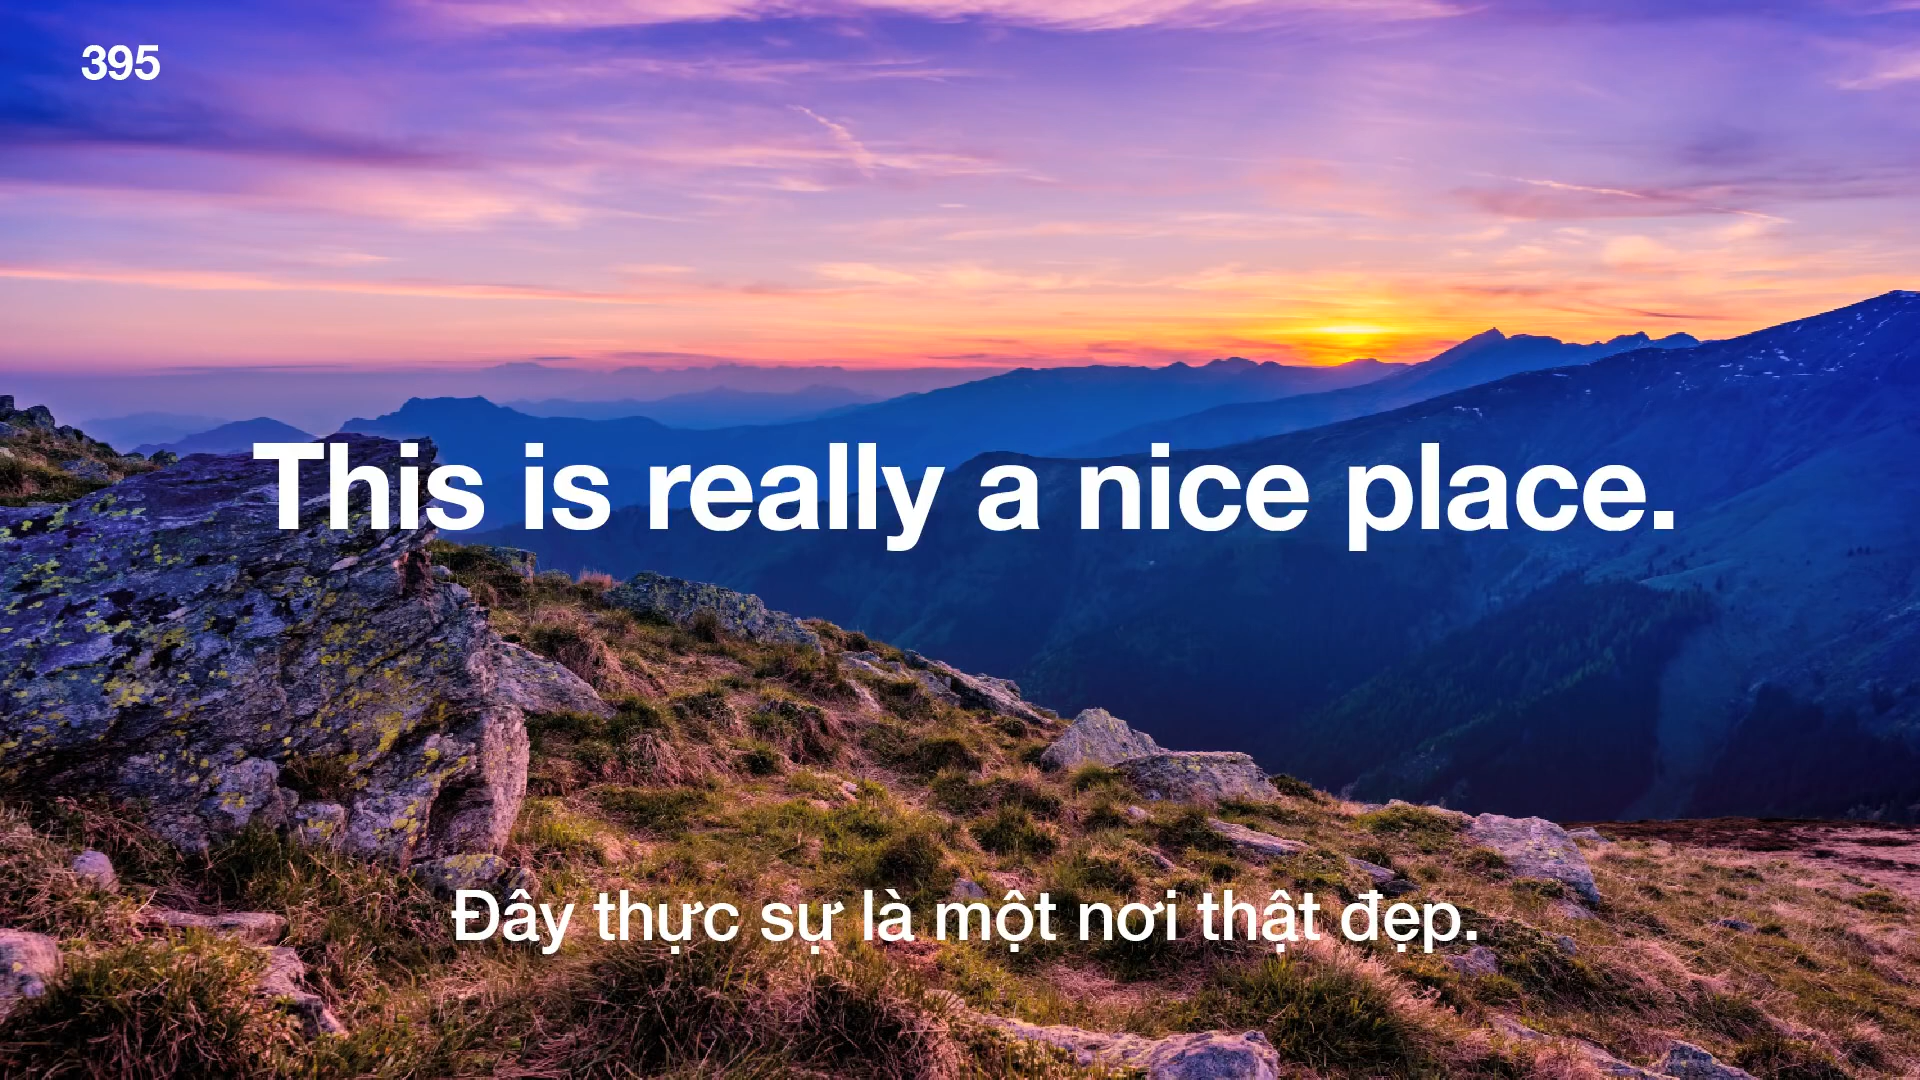 395
This is really a nice place.
Đây thực sự là một nơi thật đẹp.